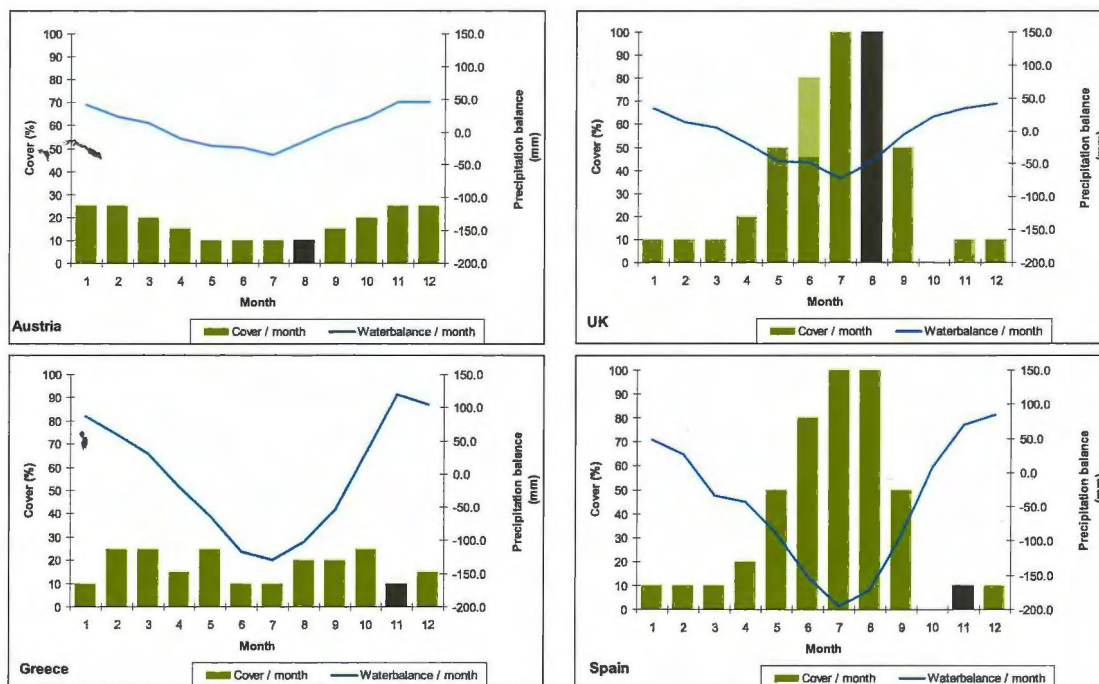 100
90
80
70
60
50
40
30
20
10
0
Cover (%)
150.0
100.0
50.0
0.0
-50.0
-100.0
-150.0
-200.0
Precipitation balance
(mm)
1 2 3 4 5 6 7 8 9 10 11 12
Month
Austria
Cover / month Waterbalance / month
100
90
80
70
60
50
40
30
20
10
0
Cover (%)
150.0
100.0
50.0
0.0
-50.0
-100.0
-150.0
-200.0
Precipitation balance
(mm)
1 2 3 4 5 6 7 8 9 10 11 12
Month
UK
Cover / month Waterbalance / month
100
90
80
70
60
50
40
30
20
10
0
Cover (%)
150.0
100.0
50.0
0.0
-50.0
-100.0
-150.0
-200.0
Precipitation balance
(mm)
1 2 3 4 5 6 7 8 9 10 11 12
Month
Greece
Cover / month Waterbalance / month
100
90
80
70
60
50
40
30
20
10
0
Cover (%)
150.0
100.0
50.0
0.0
-50.0
-100.0
-150.0
-200.0
Precipitation balance
(mm)
1 2 3 4 5 6 7 8 9 10 11 12
Month
Spain
Cover / month Waterbalance / month